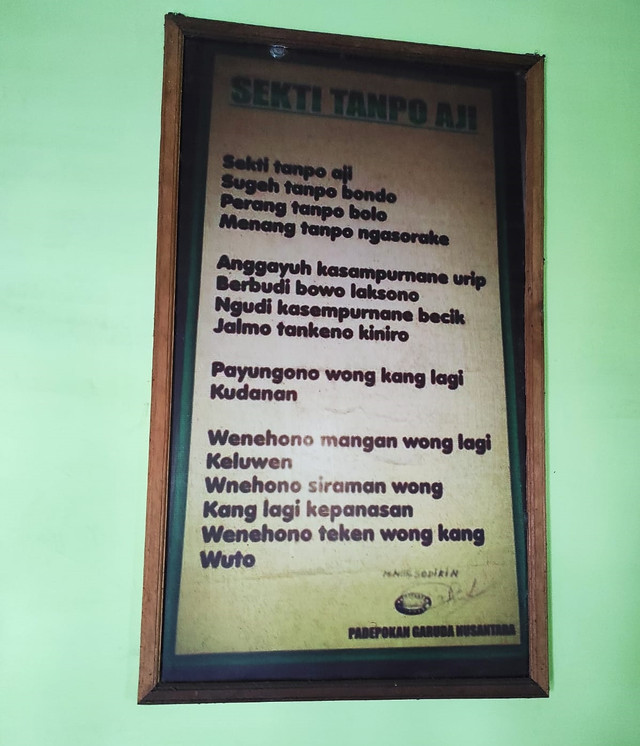 SEKTI TANPO AJI
Sekti tanpo aji
Sugeh tanpo bondo
Perang tanpo bolo
Menang tanpo ngasorake
Anggayuh kasampurnane urip
Berbudi bowo laksono
Ngudi kasempurnane becik
Jalmo tankeno kiniro
Payungono wong kang lagi
Kudanan
Wenehono mangan wong lagi
Keluwen
Wnehono siraman wong
Kang lagi kepanasan
Wenehono teken wong kang
Wuto
PADEPOKAN GARUDA NUSANTARA